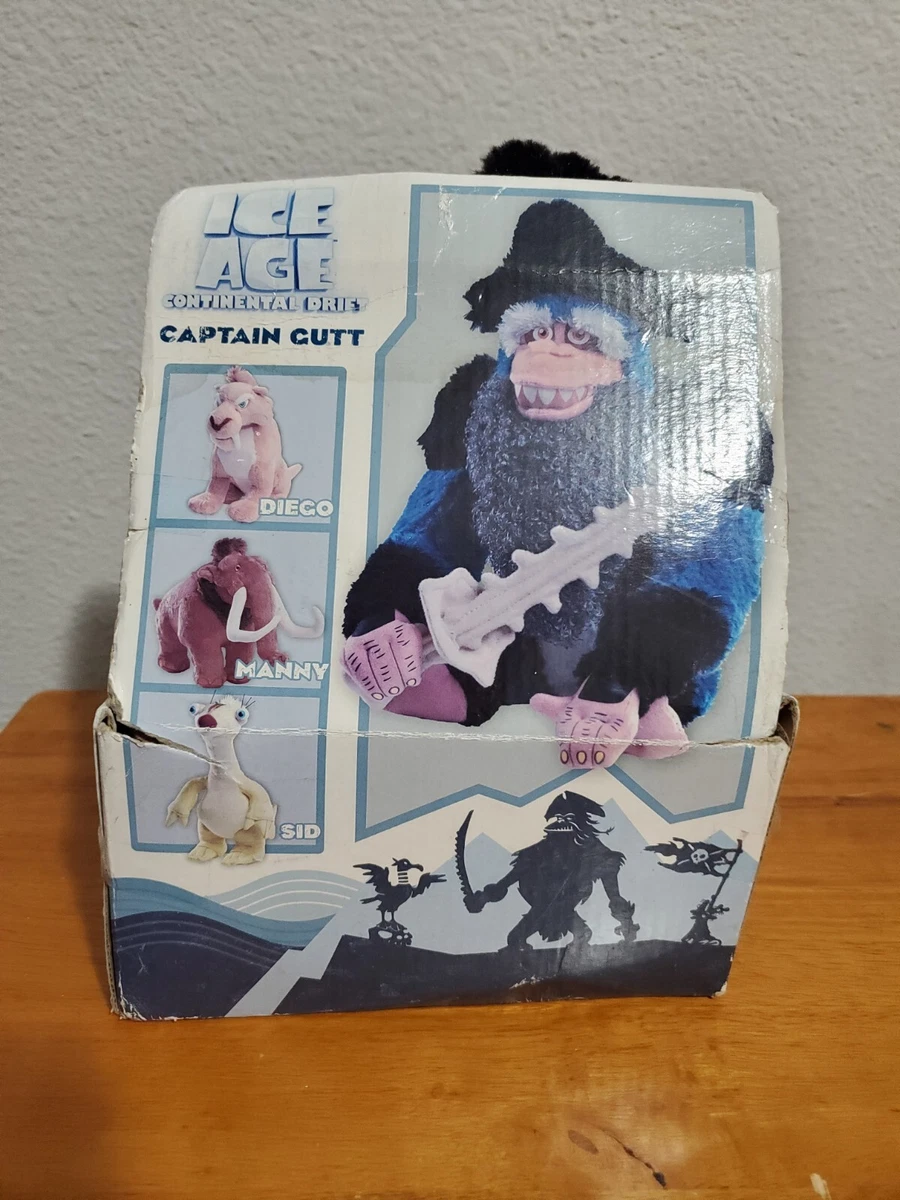 ICE
AGE
CONTINENTAL DRIFT
CAPTAIN GUTT
DIEGO
MANNY
SID